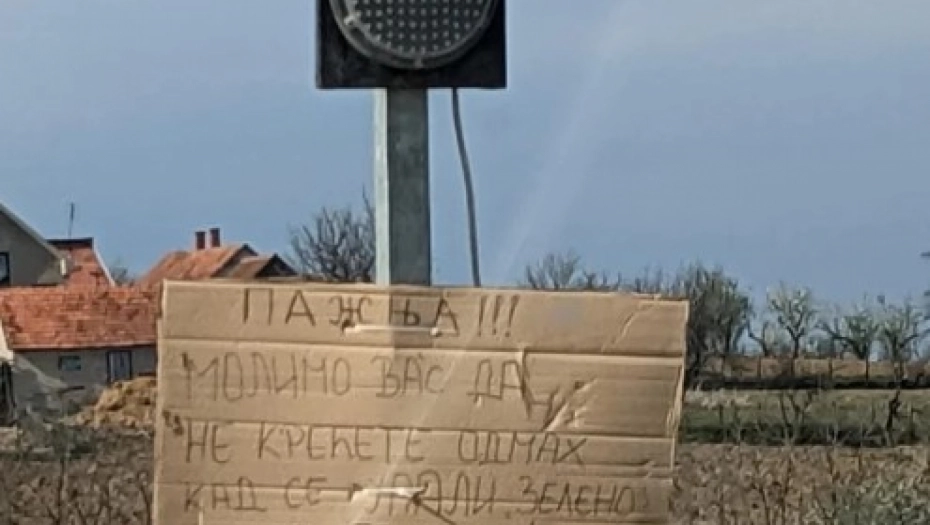 ПАЖЊА!!!
МОЛИМО ВАС ДА
НЕ КРЕЋЕТЕ ОДМАХ
КАД СЕ УПАЛИ ЗЕЛЕНО